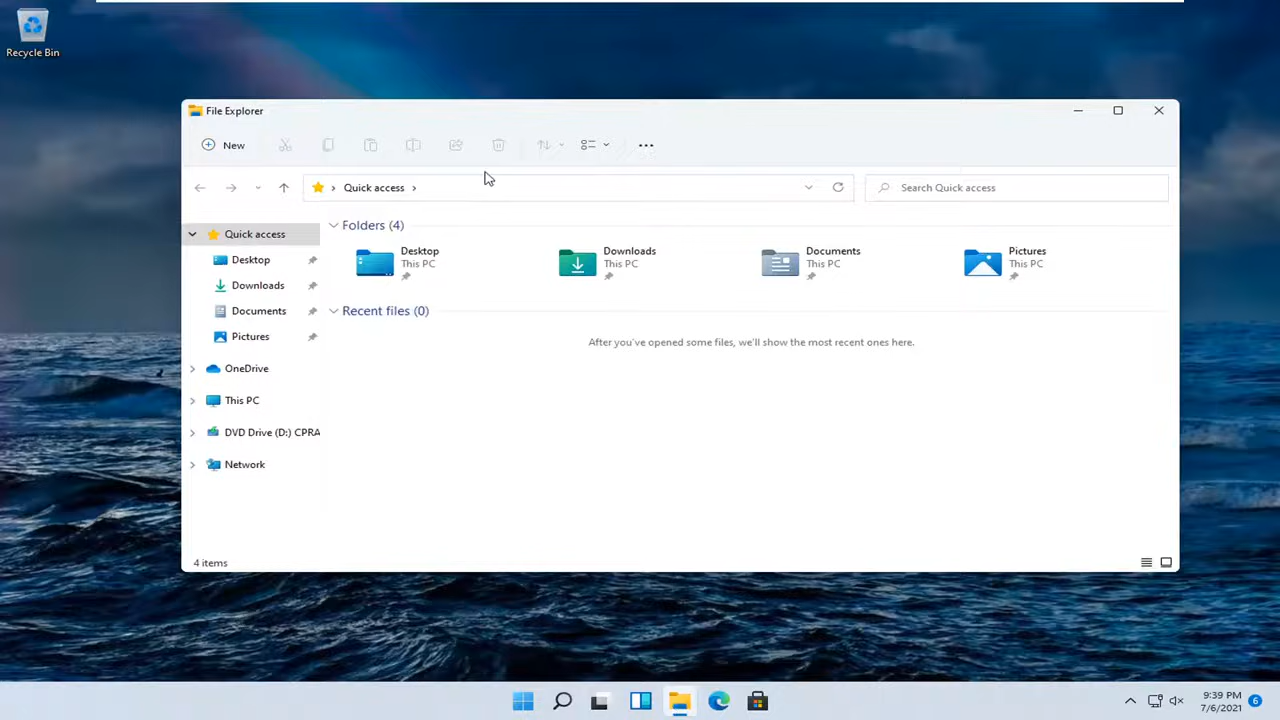 Recycle Bin
File Explorer
New
Quick access
Search Quick access
Quick access
Desktop
Downloads
Documents
Pictures
OneDrive
This PC
DVD Drive (D:) CPRA
Network
Folders (4)
Desktop
This PC
Downloads
This PC
Documents
This PC
Pictures
This PC
Recent files (0)
After you've opened some files, we'll show the most recent ones here.
4 items
9:39 PM
7/6/2021
6